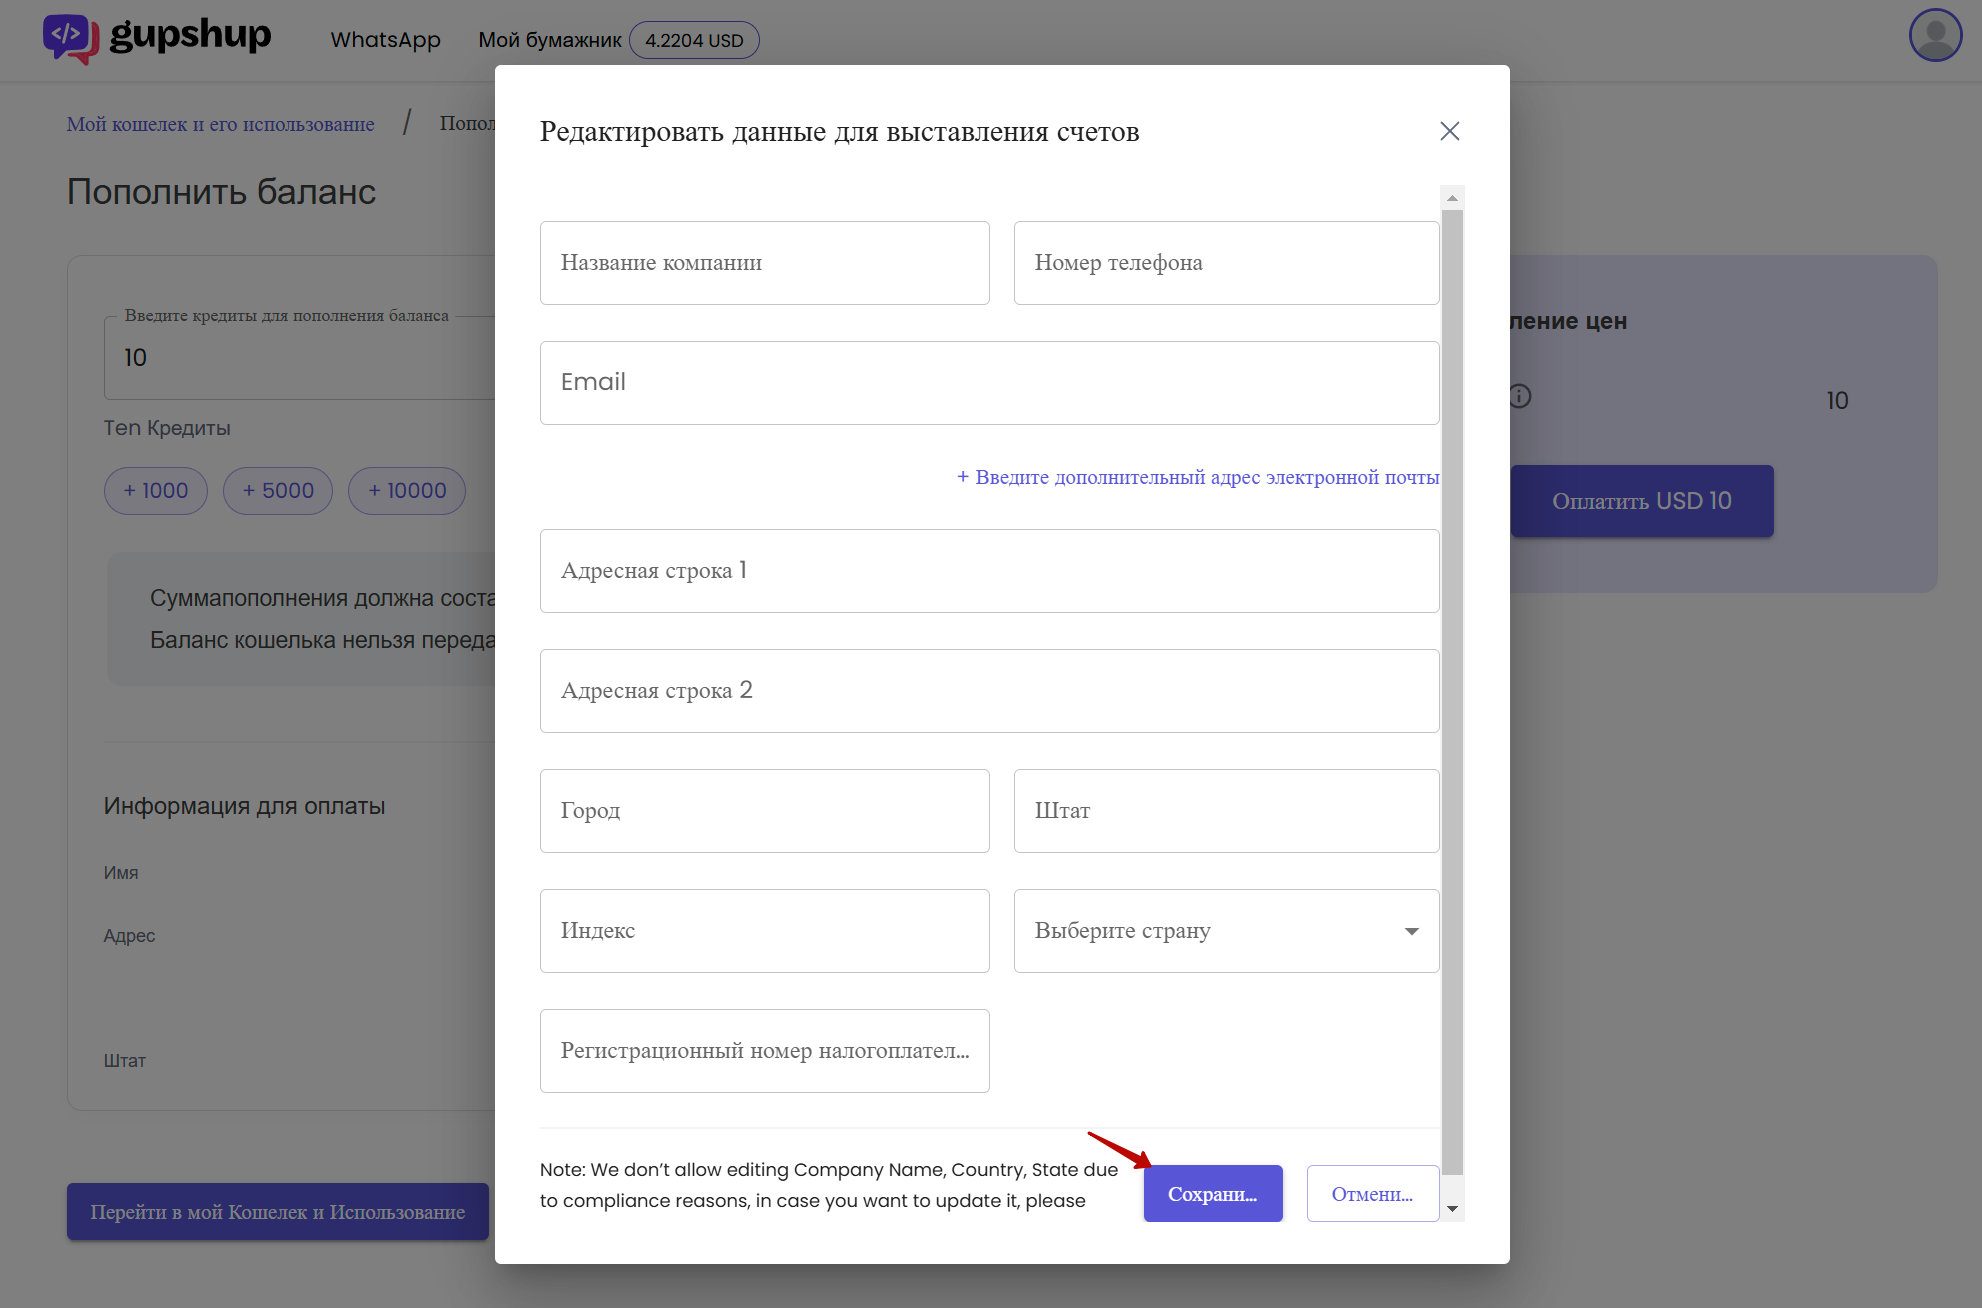 gupshup
WhatsApp
Мой бумажник 4.2204 USD
Мой кошелек и его использование / Попол
Пополнить баланс
Введите кредиты для пополнения баланса
10
Ten Кредиты
+ 1000
+ 5000
+ 10000
Суммапополнения должна соста
Баланс кошелька нельзя переда
Информация для оплаты
Имя
Адрес
Штат
Перейти в мой Кошелек и Использование
Редактировать данные для выставления счетов
Название компании
Номер телефона
Email
+ Введите дополнительный адрес электронной почты
Адресная строка 1
Адресная строка 2
Город
Штат
Индекс
Выберите страну
Регистрационный номер налогоплател...
Note: We don’t allow editing Company Name, Country, State due
to compliance reasons, in case you want to update it, please
Сохрани...
Отмени...
ление цен
10
Оплатить USD 10